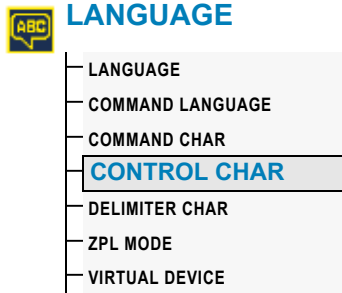 ABC
LANGUAGE
LANGUAGE
COMMAND LANGUAGE
COMMAND CHAR
CONTROL CHAR
DELIMITER CHAR
ZPL MODE
VIRTUAL DEVICE